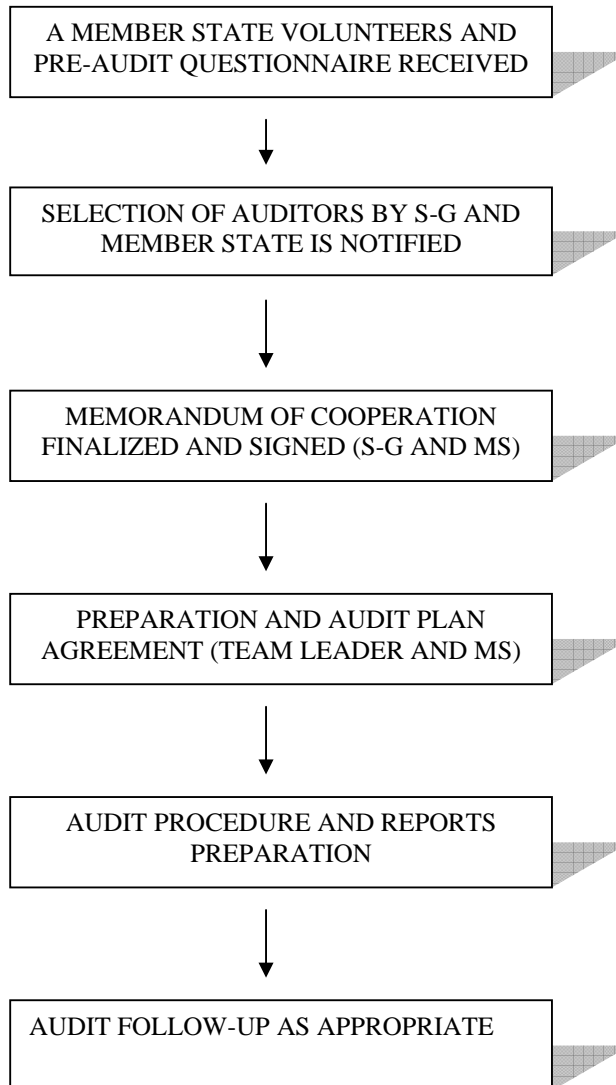 A MEMBER STATE VOLUNTEERS AND
PRE-AUDIT QUESTIONNAIRE RECEIVED
SELECTION OF AUDITORS BY S-G AND
MEMBER STATE IS NOTIFIED
MEMORANDUM OF COOPERATION
FINALIZED AND SIGNED (S-G AND MS)
PREPARATION AND AUDIT PLAN
AGREEMENT (TEAM LEADER AND MS)
AUDIT PROCEDURE AND REPORTS
PREPARATION
AUDIT FOLLOW-UP AS APPROPRIATE